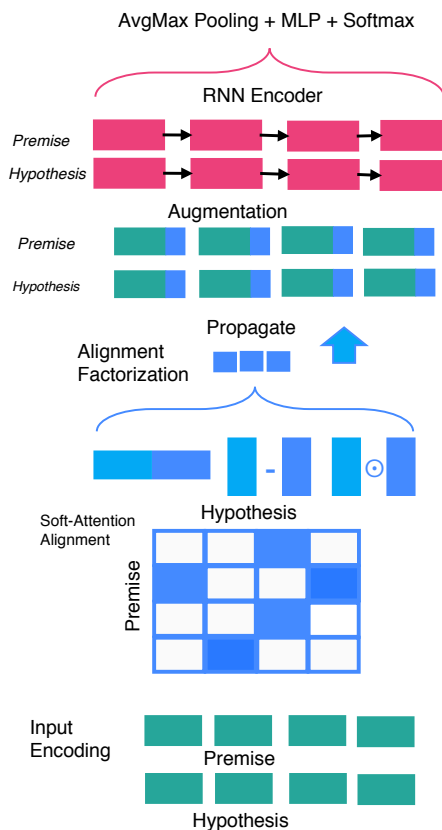 AvgMax Pooling + MLP + Softmax
RNN Encoder
Premise
Hypothesis
Augmentation
Premise
Hypothesis
Propagate
Alignment
Factorization
-
Hypothesis
Soft-Attention
Alignment
Premise
Input
Encoding
Premise
Hypothesis